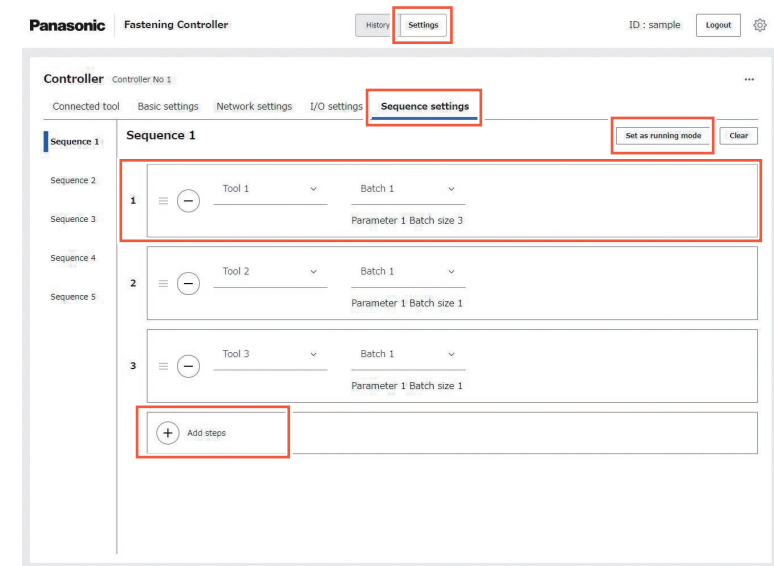 Panasonic Fastening Controller History Settings ID : sample Logout
Controller Controller No 1 ...
Connected tool Basic settings Network settings I/O settings Sequence settings
Sequence 1 Sequence 1 Set as running mode Clear
Sequence 2
Sequence 3
Sequence 4
Sequence 5
1 Tool 1 Batch 1
Parameter 1 Batch size 3
2 Tool 2 Batch 1
Parameter 1 Batch size 1
3 Tool 3 Batch 1
Parameter 1 Batch size 1
Add steps